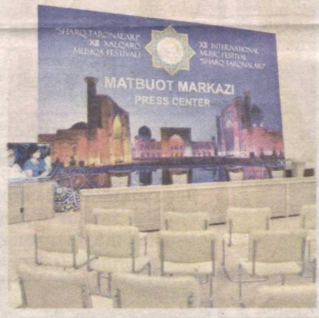 "SHARQ TARONALARI"
XII XALQARO
MUSIQA FESTIVALI
XII INTERNATIONAL
MUSIC FESTIVAL
"SHARQ TARONALARI"
MATBUOT MARKAZI
PRESS CENTER